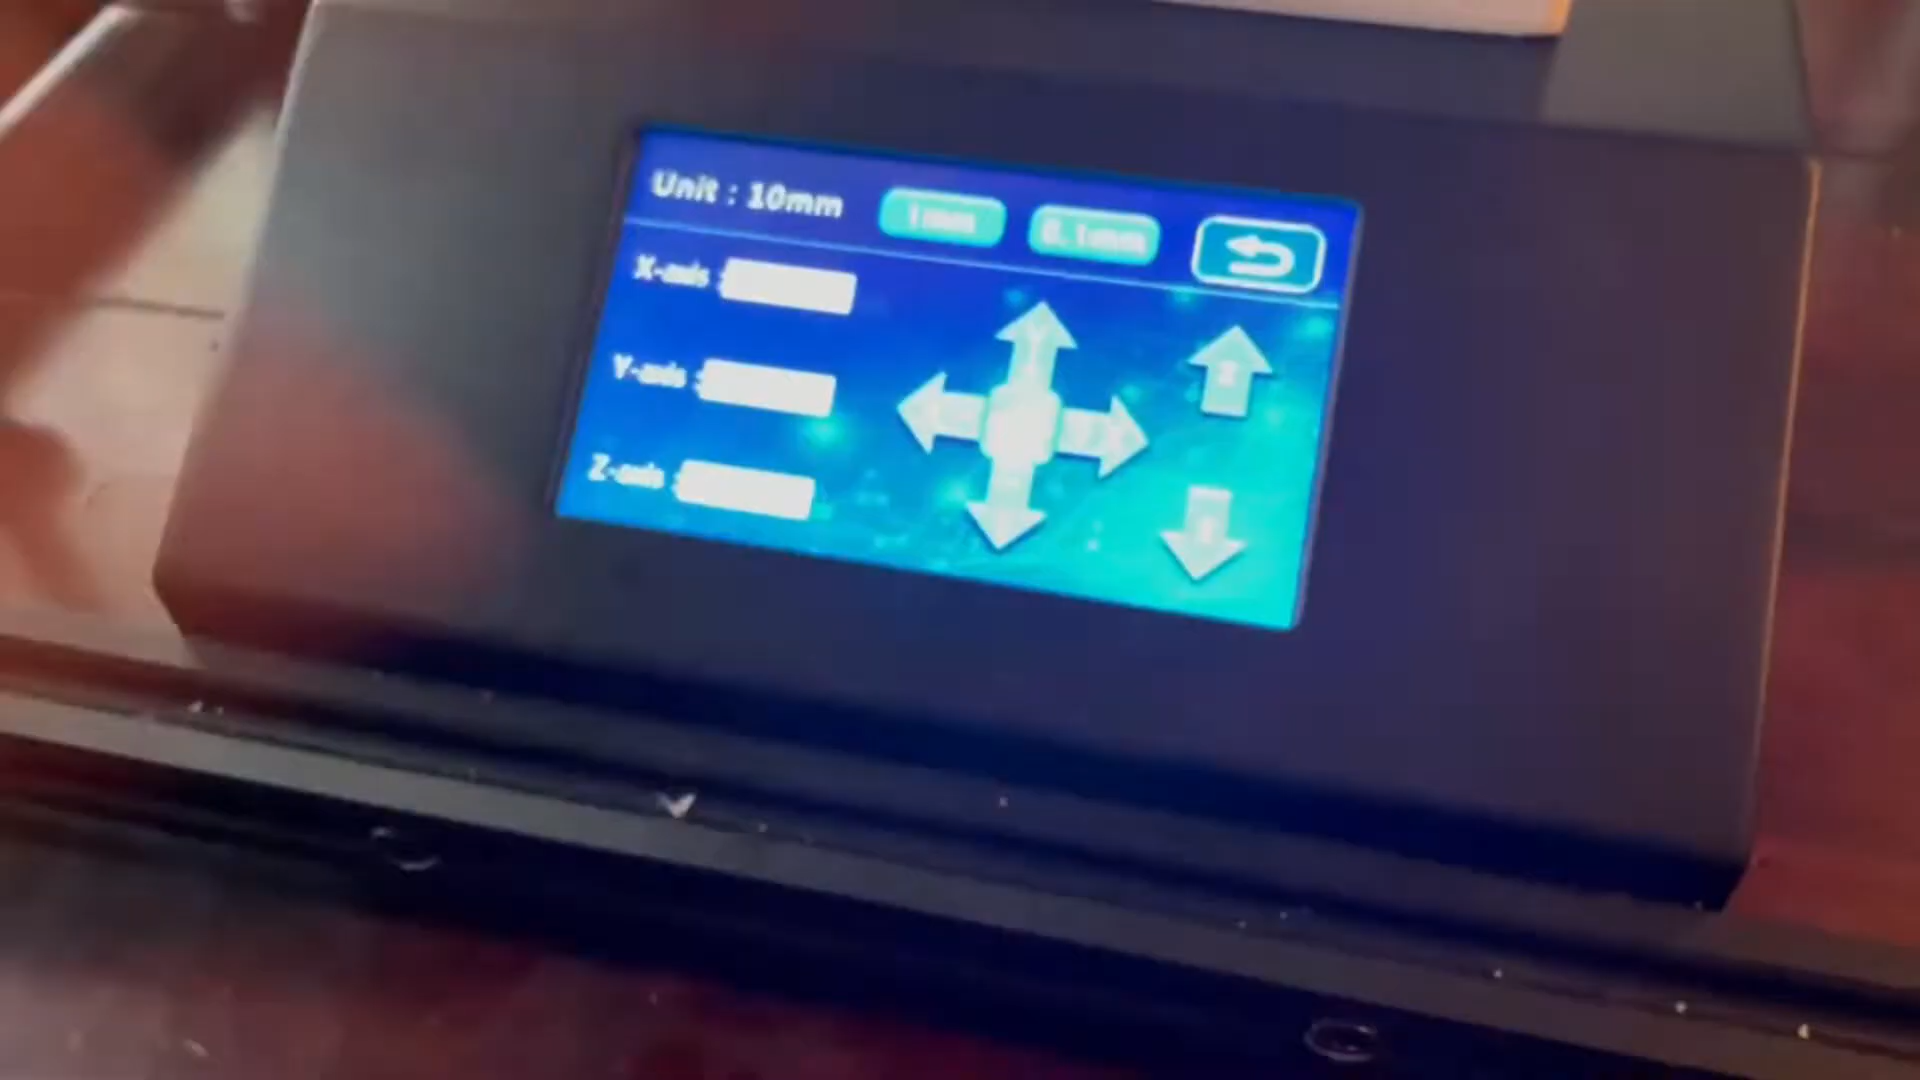 Unit : 10mm 1mm 0.1mm
X-axis :
Y-axis :
Z-axis :
Z